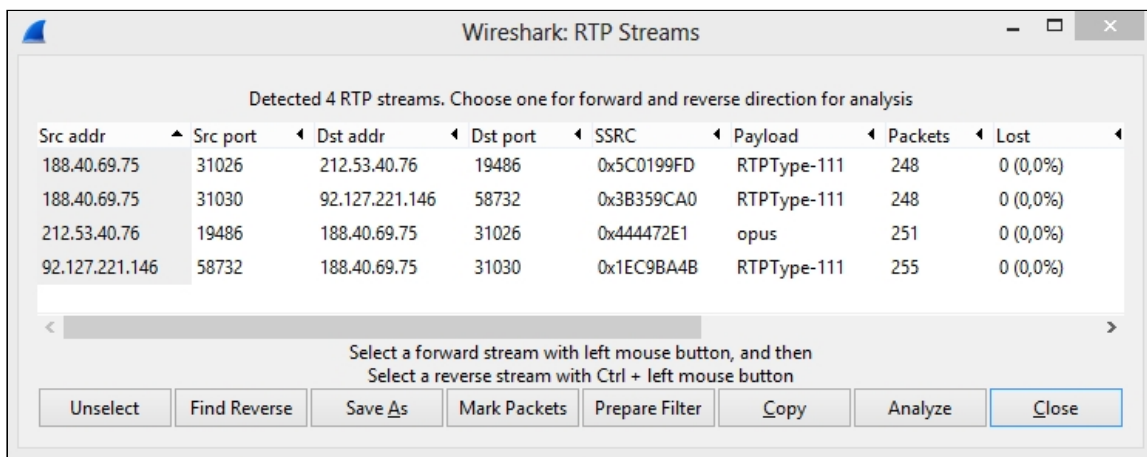 Wireshark: RTP Streams
Detected 4 RTP streams. Choose one for forward and reverse direction for analysis
Src addr Src port Dst addr Dst port SSRC Payload Packets Lost
188.40.69.75 31026 212.53.40.76 19486 0x5C0199FD RTPType-111 248 0 (0,0%)
188.40.69.75 31030 92.127.221.146 58732 0x3B359CA0 RTPType-111 248 0 (0,0%)
212.53.40.76 19486 188.40.69.75 31026 0x444472E1 opus 251 0 (0,0%)
92.127.221.146 58732 188.40.69.75 31030 0x1EC9BA4B RTPType-111 255 0 (0,0%)
Select a forward stream with left mouse button, and then
Select a reverse stream with Ctrl + left mouse button
Unselect Find Reverse Save As Mark Packets Prepare Filter Copy Analyze Close